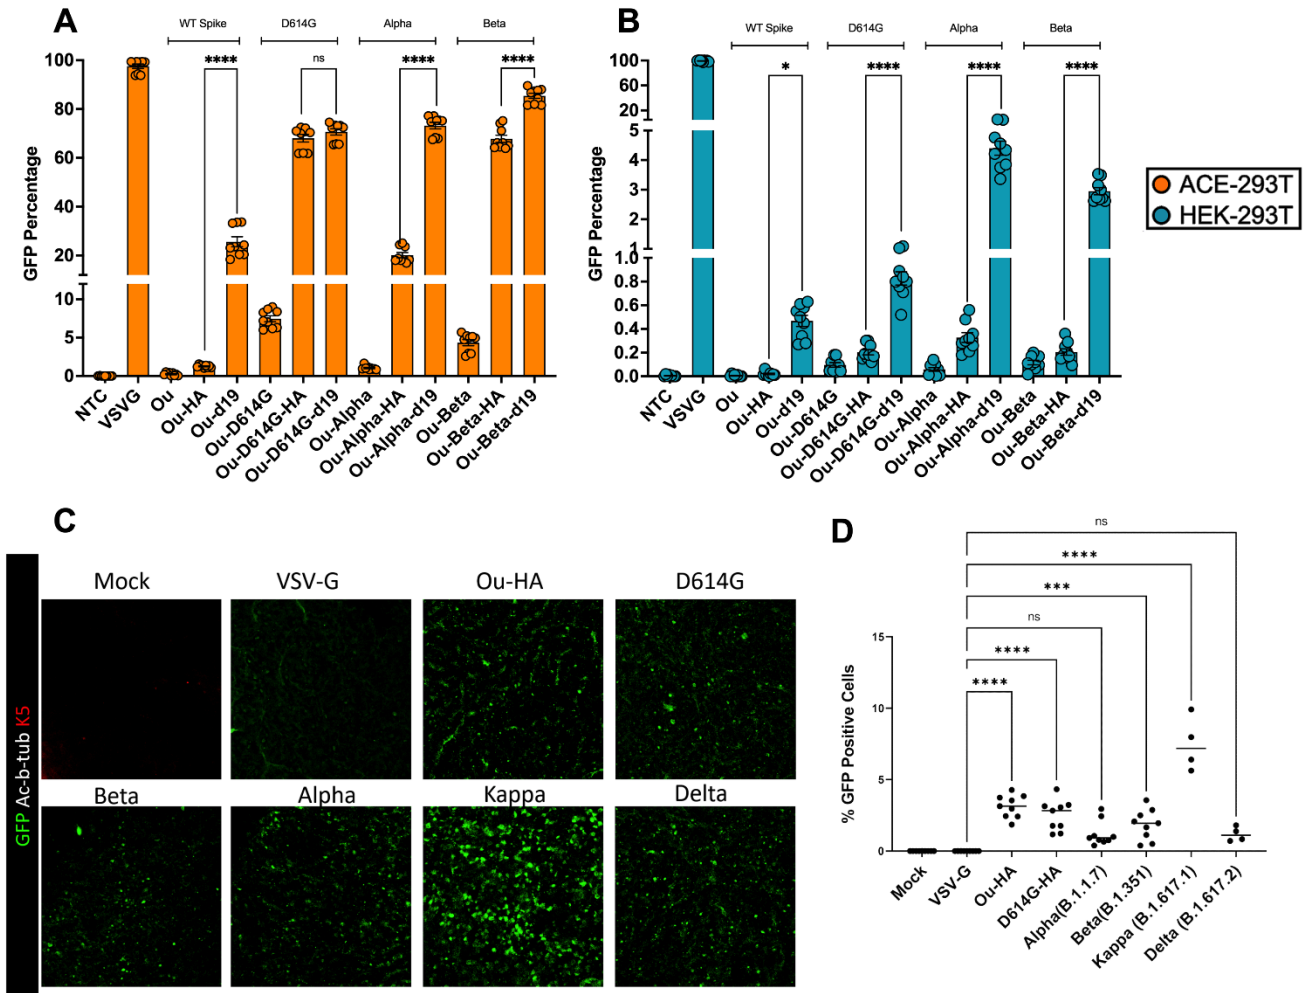 A
WT Spike
D614G
Alpha
Beta
****
ns
****
****
GFP Percentage
100
80
60
40
20
10
5
0
NTC
VSVG
Ou
Ou-HA
Ou-d19
Ou-D614G
Ou-D614G-HA
Ou-D614G-d19
Ou-Alpha
Ou-Alpha-HA
Ou-Alpha-d19
Ou-Beta
Ou-Beta-HA
Ou-Beta-d19
B
WT Spike
D614G
Alpha
Beta
*
****
****
****
GFP Percentage
100
80
60
40
20
5
4
3
2
1
1.0
0.8
0.6
0.4
0.2
0.0
NTC
VSVG
Ou
Ou-HA
Ou-d19
Ou-D614G
Ou-D614G-HA
Ou-D614G-d19
Ou-Alpha
Ou-Alpha-HA
Ou-Alpha-d19
Ou-Beta
Ou-Beta-HA
Ou-Beta-d19
ACE-293T
HEK-293T
C
GFP Ac-b-tub K5
Mock
VSV-G
Ou-HA
D614G
Beta
Alpha
Kappa
Delta
D
ns
****
***
ns
****
****
% GFP Positive Cells
15
10
5
0
Mock
VSV-G
Ou-HA
D614G-HA
Alpha(B.1.1.7)
Beta(B.1.351)
Kappa (B.1.617.1)
Delta (B.1.617.2)